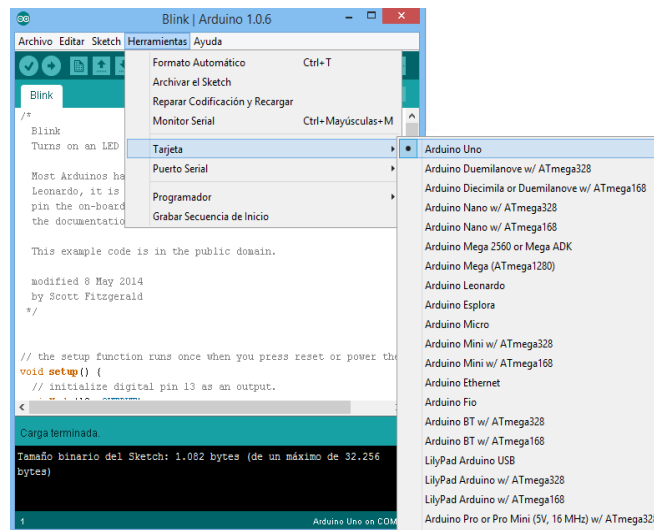 Blink | Arduino 1.0.6
Archivo Editar Sketch Herramientas Ayuda
Formato Automático Ctrl+T
Archivar el Sketch
Reparar Codificación y Recargar
Monitor Serial Ctrl+Mayúsculas+M
Tarjeta
Puerto Serial
Programador
Grabar Secuencia de Inicio
Arduino Uno
Arduino Duemilanove w/ ATmega328
Arduino Diecimila or Duemilanove w/ ATmega168
Arduino Nano w/ ATmega328
Arduino Nano w/ ATmega168
Arduino Mega 2560 or Mega ADK
Arduino Mega (ATmega1280)
Arduino Leonardo
Arduino Esplora
Arduino Micro
Arduino Mini w/ ATmega328
Arduino Mini w/ ATmega168
Arduino Ethernet
Arduino Fio
Arduino BT w/ ATmega328
Arduino BT w/ ATmega168
LilyPad Arduino USB
LilyPad Arduino w/ ATmega328
LilyPad Arduino w/ ATmega168
Arduino Pro or Pro Mini (5V, 16 MHz) w/ ATmega328
Blink
/*
Blink
Turns on an LED
Most Arduinos ha
Leonardo, it is
pin the on-board
the documentatio
This example code is in the public domain.
modified 8 May 2014
by Scott Fitzgerald
*/
// the setup function runs once when you press reset or power the
void setup() {
// initialize digital pin 13 as an output.
Carga terminada.
Tamaño binario del Sketch: 1.082 bytes (de un máximo de 32.256
bytes)
1 Arduino Uno on COM